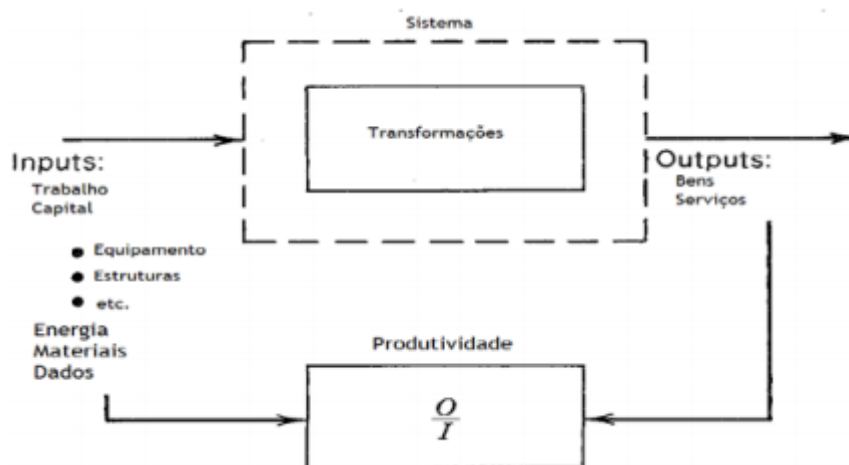 Sistema
Transformações
Inputs:
Trabalho
Capital
Equipamento
Estruturas
etc.
Energia
Materiais
Dados
Outputs:
Bens
Serviços
Produtividade
O
I